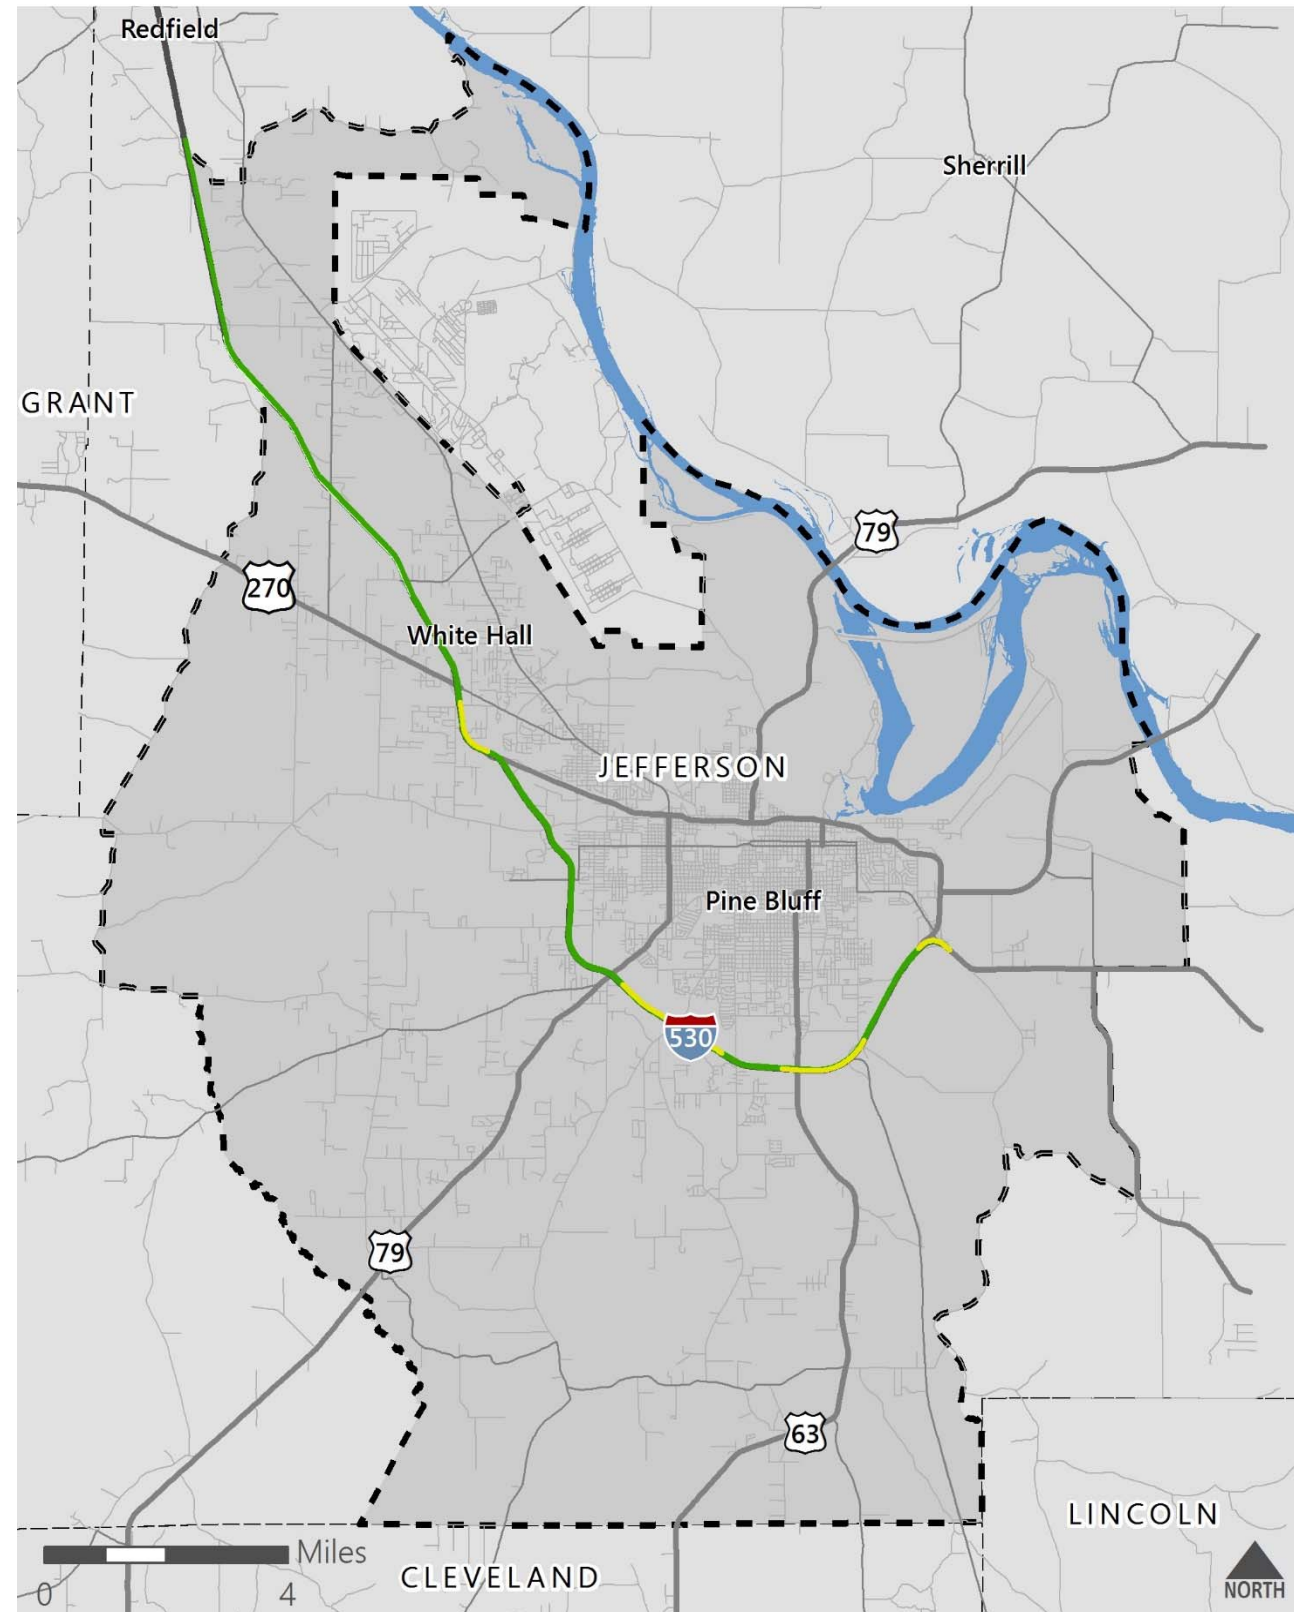 Redfield
Sherrill
GRANT
79
270
White Hall
JEFFERSON
Pine Bluff
530
79
63
LINCOLN
Miles
CLEVELAND
0
4
NORTH